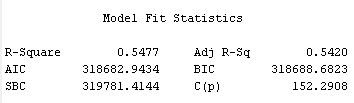 Model Fit Statistics
R-Square 0.5477 Adj R-Sq 0.5420
AIC 318682.9434 BIC 318688.6823
SBC 319781.4144 C(p) 152.2908